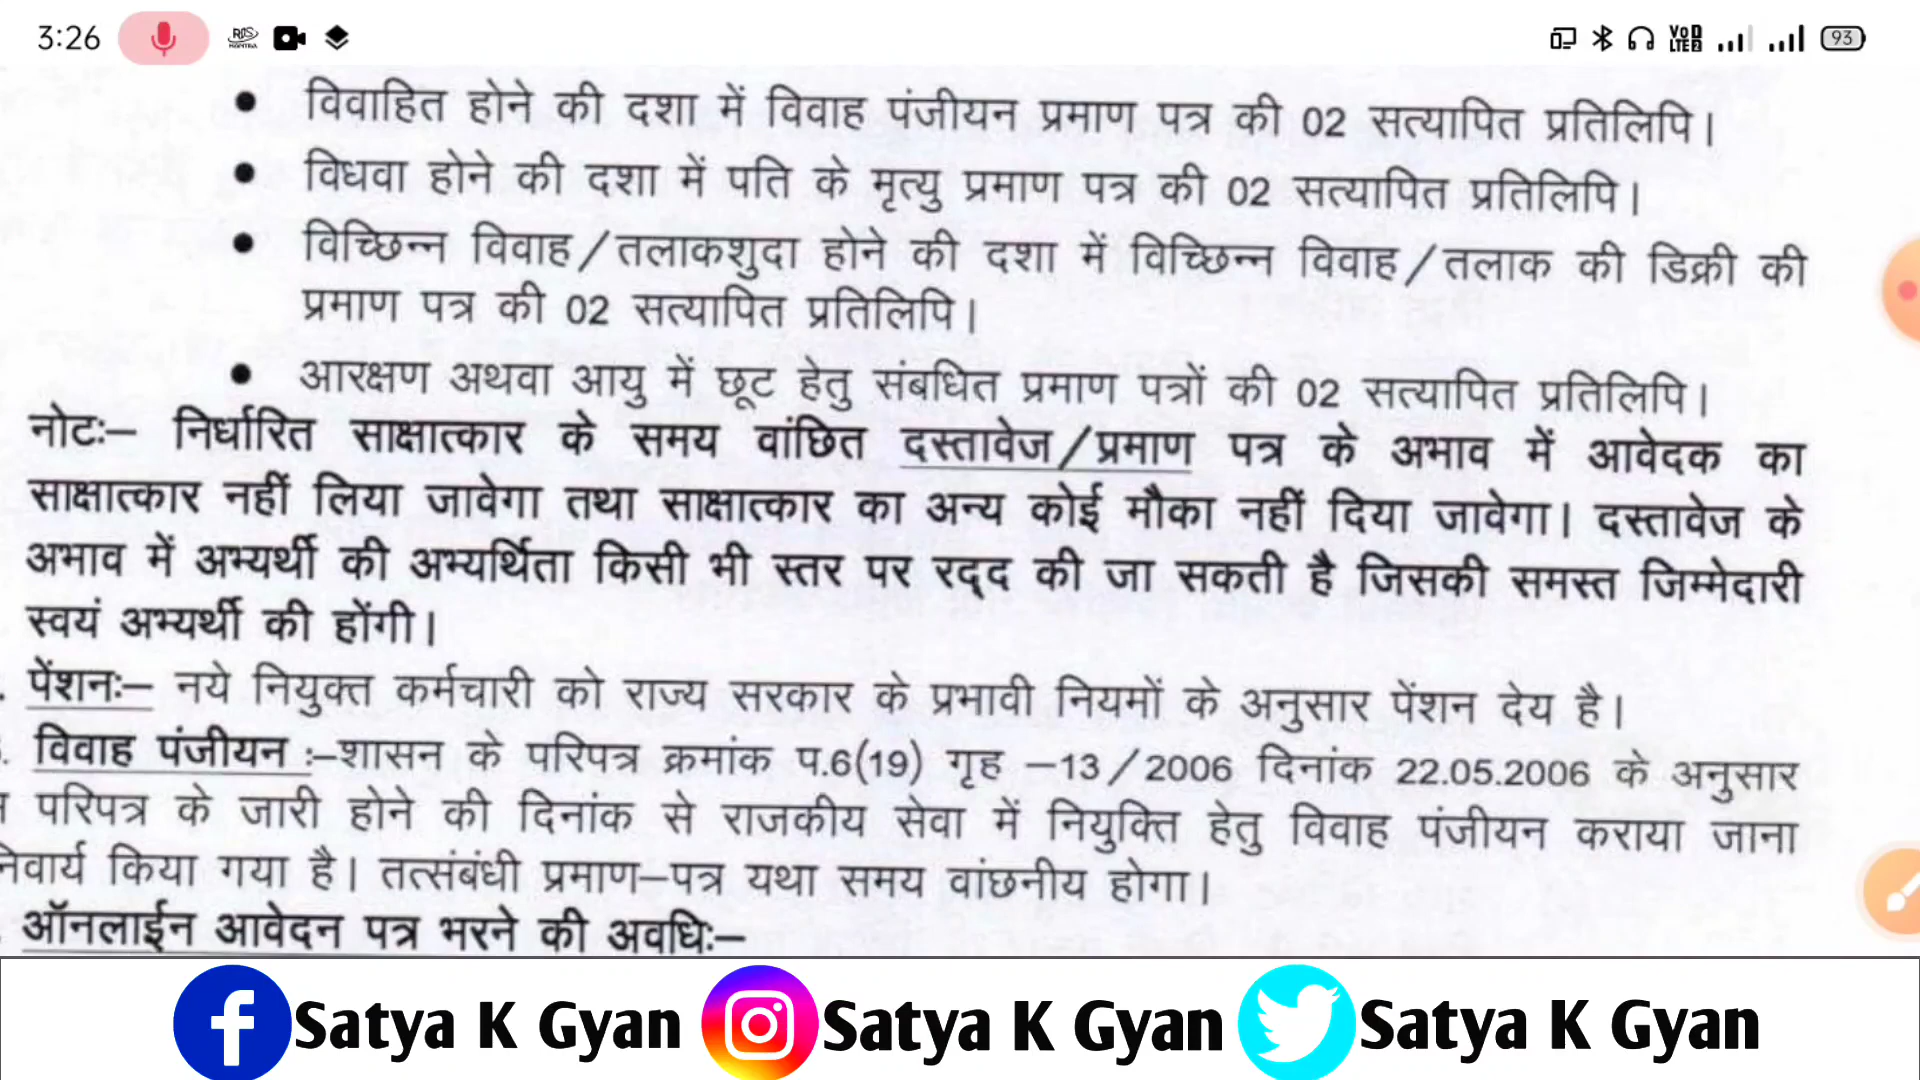 3:26
VoD LTE2 93
विवाहित होने की दशा में विवाह पंजीयन प्रमाण पत्र की 02 सत्यापित प्रतिलिपि।
विधवा होने की दशा में पति के मृत्यु प्रमाण पत्र की 02 सत्यापित प्रतिलिपि।
विच्छिन्न विवाह/तलाकशुदा होने की दशा में विच्छिन्न विवाह/तलाक की डिक्री की
प्रमाण पत्र की 02 सत्यापित प्रतिलिपि।
आरक्षण अथवा आयु में छूट हेतु संबधित प्रमाण पत्रों की 02 सत्यापित प्रतिलिपि।
नोटः– निर्धारित साक्षात्कार के समय वांछित दस्तावेज/प्रमाण पत्र के अभाव में आवेदक का
साक्षात्कार नहीं लिया जावेगा तथा साक्षात्कार का अन्य कोई मौका नहीं दिया जावेगा। दस्तावेज के
अभाव में अभ्यर्थी की अभ्यर्थिता किसी भी स्तर पर रद्द की जा सकती है जिसकी समस्त जिम्मेदारी
स्वयं अभ्यर्थी की होंगी।
पेंशनः– नये नियुक्त कर्मचारी को राज्य सरकार के प्रभावी नियमों के अनुसार पेंशन देय है।
विवाह पंजीयन :–शासन के परिपत्र क्रमांक प.6(19) गृह –13/2006 दिनांक 22.05.2006 के अनुसार
परिपत्र के जारी होने की दिनांक से राजकीय सेवा में नियुक्ति हेतु विवाह पंजीयन कराया जाना
निवार्य किया गया है। तत्संबंधी प्रमाण–पत्र यथा समय वांछनीय होगा।
ऑनलाईन आवेदन पत्र भरने की अवधिः–
Satya K Gyan Satya K Gyan Satya K Gyan